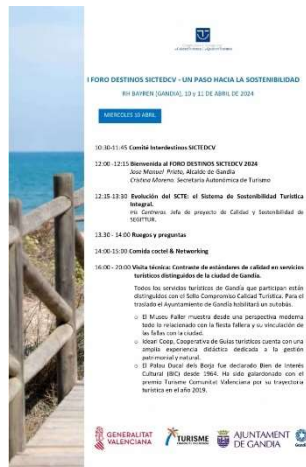 I FORO DESTINOS SICTEDCV - UN PASO HACIA LA SOSTENIBILIDAD
RH BAYREN (GANDIA), 10 y 11 DE ABRIL DE 2024
MIERCOLES 10 ABRIL
10:30-11:45 Comité Interdestinos SICTEDCV
12:00 -12:15 Bienvenida al FORO DESTINOS SICTEDCV 2024
Jose Manuel Prieto, Alcalde de Gandia
Cristina Moreno. Secretaria Autonómica de Turismo
12:15-13:30 Evolución del SCTE: el Sistema de Sostenibilidad Turística
Integral.
Contreras. Jefa de proyecto de Calidad y Sostenibilidad de
SEGITTUR.
13:30 - 14:00 Ruegos y preguntas
14:00-15:00 Comida coctel & Networking
16:00 - 20:00 Visita técnica: Contraste de estándares de calidad en servicios
turísticos distinguidos de la ciudad de Gandía.
Todos los servicios turísticos de Gandia que participan están
distinguidos con el Sello Compromiso Calidad Turística. Para el
traslado el Ayuntamiento de Gandia habilitará un autobús.
o El Museu Faller muestra desde una perspectiva moderna
todo lo relacionado con la fiesta fallera y su vinculación de
las fallas con la ciudad.
o Idean Coop, Cooperativa de Guías turísticos cuenta con una
amplia experiencia didáctica dedicada a la gestión
patrimonial y natural.
o El Palau Ducal dels Borja fue declarado Bien de Interés
Cultural (BIC) desde 1964. Ha sido galardonado con el
premio Turisme Comunitat Valenciana por su trayectoria
turística en el año 2019.
GENERALITAT
VALENCIANA
TURISME
AJUNTAMENT
DE GANDIA